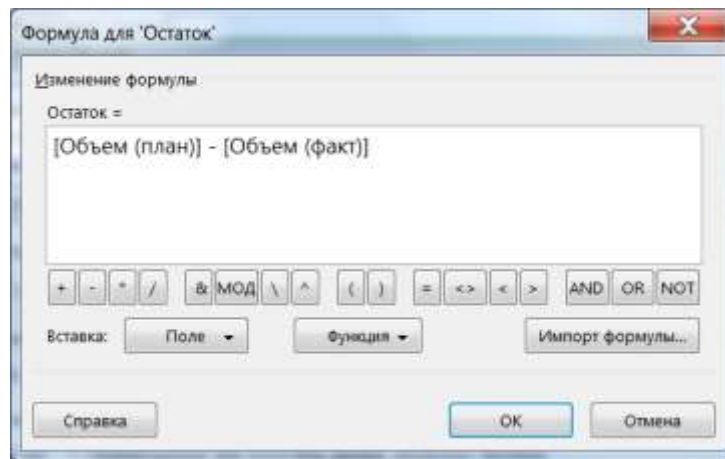 Формула для 'Остаток'
Изменение формулы
Остаток =
[Объем (план)] - [Объем (факт)]
+ - * / & МОД \ ^ ( ) = <> < > AND OR NOT
Вставка: Поле Функция Импорт формулы...
Справка ОК Отмена